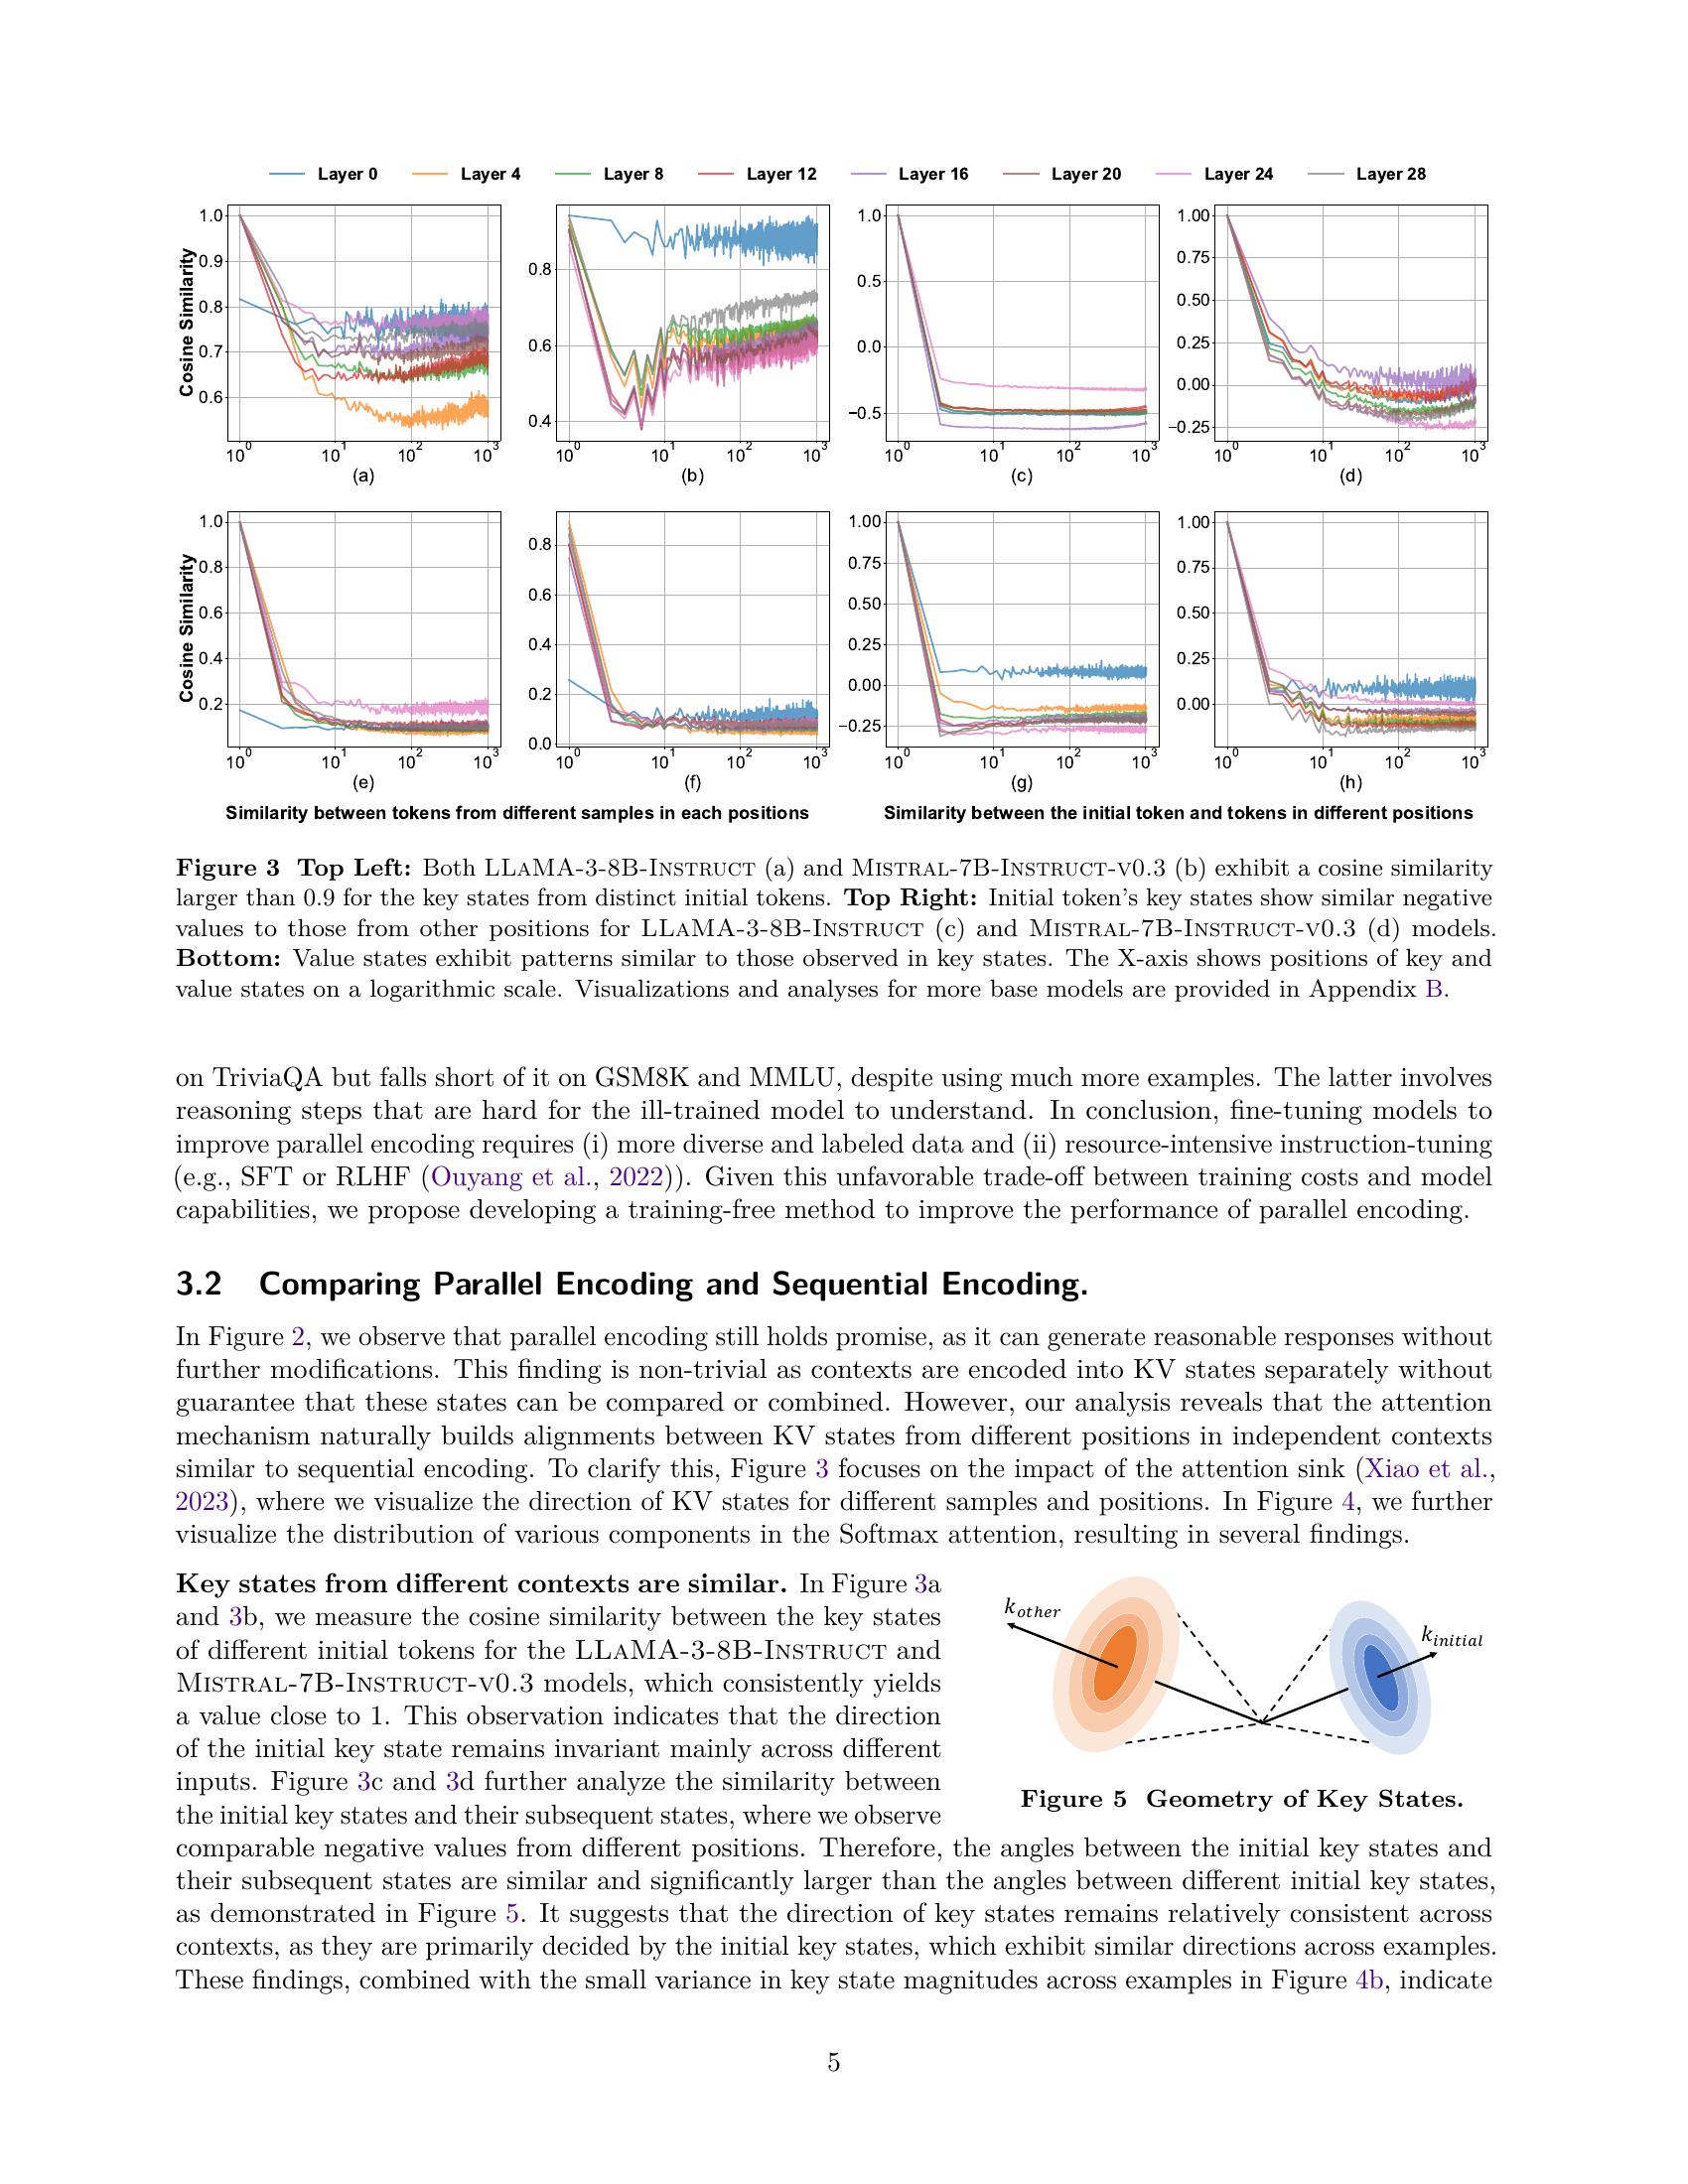 Layer 0 Layer 4 Layer 8 Layer 12 Layer 16 Layer 20 Layer 24 Layer 28
Cosine Similarity
1.0
0.9
0.8
0.7
0.6
10^0 10^1 10^2 10^3
(a)
0.8
0.6
0.4
10^0 10^1 10^2 10^3
(b)
1.0
0.5
0.0
−0.5
10^0 10^1 10^2 10^3
(c)
1.00
0.75
0.50
0.25
0.00
−0.25
10^0 10^1 10^2 10^3
(d)
Cosine Similarity
1.0
0.8
0.6
0.4
0.2
10^0 10^1 10^2 10^3
(e)
0.8
0.6
0.4
0.2
0.0
10^0 10^1 10^2 10^3
(f)
1.00
0.75
0.50
0.25
0.00
−0.25
10^0 10^1 10^2 10^3
(g)
1.00
0.75
0.50
0.25
0.00
10^0 10^1 10^2 10^3
(h)
Similarity between tokens from different samples in each positions
Similarity between the initial token and tokens in different positions
Figure 3 Top Left: Both LLaMA-3-8B-Instruct (a) and Mistral-7B-Instruct-v0.3 (b) exhibit a cosine similarity
larger than 0.9 for the key states from distinct initial tokens. Top Right: Initial token's key states show similar negative
values to those from other positions for LLaMA-3-8B-Instruct (c) and Mistral-7B-Instruct-v0.3 (d) models.
Bottom: Value states exhibit patterns similar to those observed in key states. The X-axis shows positions of key and
value states on a logarithmic scale. Visualizations and analyses for more base models are provided in Appendix B.
on TriviaQA but falls short of it on GSM8K and MMLU, despite using much more examples. The latter involves
reasoning steps that are hard for the ill-trained model to understand. In conclusion, fine-tuning models to
improve parallel encoding requires (i) more diverse and labeled data and (ii) resource-intensive instruction-tuning
(e.g., SFT or RLHF (Ouyang et al., 2022)). Given this unfavorable trade-off between training costs and model
capabilities, we propose developing a training-free method to improve the performance of parallel encoding.
3.2 Comparing Parallel Encoding and Sequential Encoding.
In Figure 2, we observe that parallel encoding still holds promise, as it can generate reasonable responses without
further modifications. This finding is non-trivial as contexts are encoded into KV states separately without
guarantee that these states can be compared or combined. However, our analysis reveals that the attention
mechanism naturally builds alignments between KV states from different positions in independent contexts
similar to sequential encoding. To clarify this, Figure 3 focuses on the impact of the attention sink (Xiao et al.,
2023), where we visualize the direction of KV states for different samples and positions. In Figure 4, we further
visualize the distribution of various components in the Softmax attention, resulting in several findings.
Key states from different contexts are similar. In Figure 3a
and 3b, we measure the cosine similarity between the key states
of different initial tokens for the LLaMA-3-8B-Instruct and
Mistral-7B-Instruct-v0.3 models, which consistently yields
a value close to 1. This observation indicates that the direction
of the initial key state remains invariant mainly across different
inputs. Figure 3c and 3d further analyze the similarity between
the initial key states and their subsequent states, where we observe
k_other
k_initial
Figure 5 Geometry of Key States.
comparable negative values from different positions. Therefore, the angles between the initial key states and
their subsequent states are similar and significantly larger than the angles between different initial key states,
as demonstrated in Figure 5. It suggests that the direction of key states remains relatively consistent across
contexts, as they are primarily decided by the initial key states, which exhibit similar directions across examples.
These findings, combined with the small variance in key state magnitudes across examples in Figure 4b, indicate
5